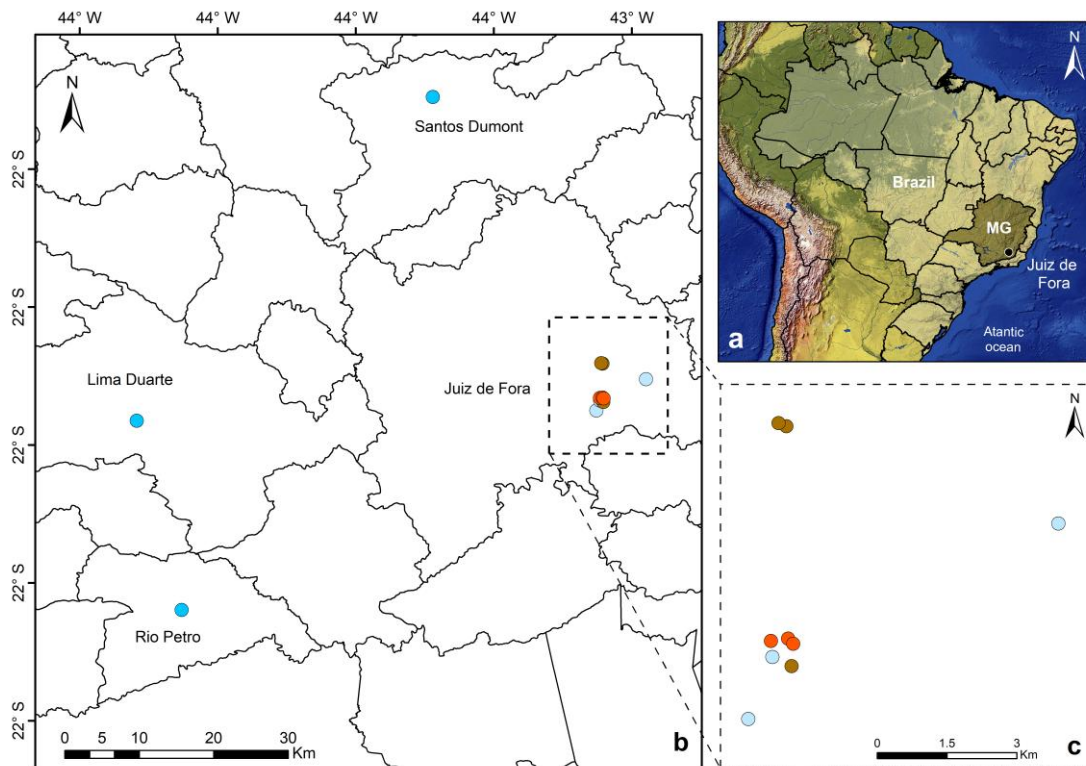 44° W
44° W
44° W
44° W
43° W
N
22° S
22° S
22° S
22° S
22° S
Santos Dumont
Lima Duarte
Juiz de Fora
Rio Petro
0 5 10 20 30
Km
b
N
Brazil
MG
Juiz de
Fora
Atantic
ocean
a
N
0 1.5 3
Km
c